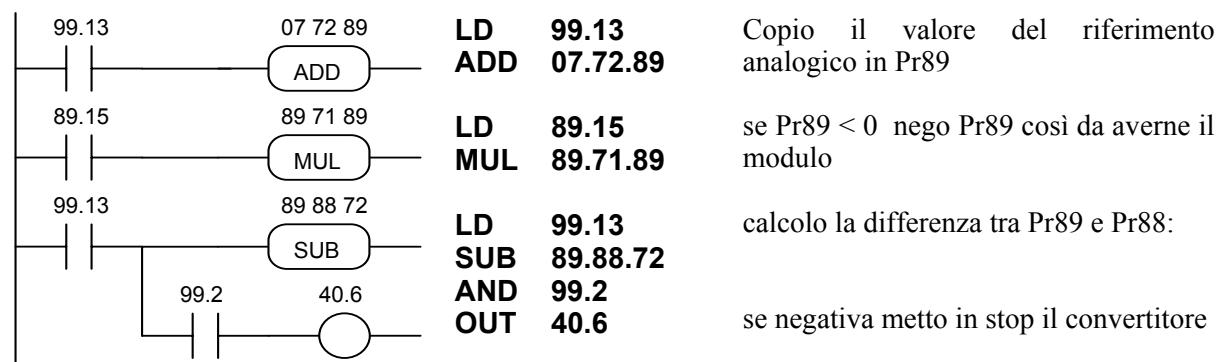 99.13 07 72 89
ADD
LD 99.13
ADD 07.72.89
Copio il valore del riferimento
analogico in Pr89
89.15 89 71 89
MUL
LD 89.15
MUL 89.71.89
se Pr89 < 0 nego Pr89 così da averne il
modulo
99.13 89 88 72
SUB
99.2 40.6
LD 99.13
SUB 89.88.72
AND 99.2
OUT 40.6
calcolo la differenza tra Pr89 e Pr88:
se negativa metto in stop il convertitore